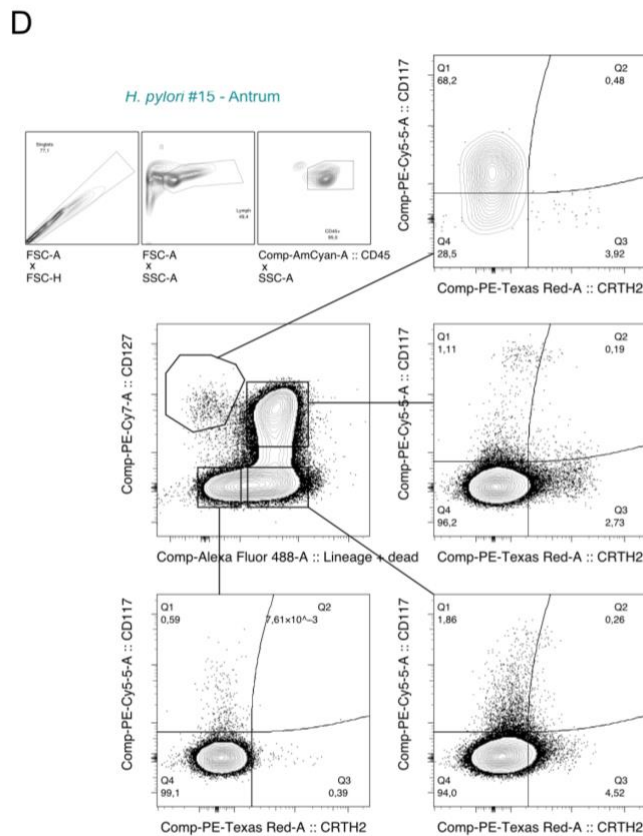 D
H. pylori #15 - Antrum
Singlets
77,1
Lymph
CD45+
FSC-A
x
FSC-H
FSC-A
x
SSC-A
Comp-AmCyan-A :: CD45
x
SSC-A
Comp-PE-Cy5-5-A :: CD117
Q1
68,2
Q2
0,48
Q4
28,5
Q3
3,92
Comp-PE-Texas Red-A :: CRTH2
Comp-PE-Cy7-A :: CD127
Comp-Alexa Fluor 488-A :: Lineage + dead
Comp-PE-Cy5-5-A :: CD117
Q1
1,11
Q2
0,19
Q4
96,2
Q3
2,73
Comp-PE-Texas Red-A :: CRTH2
Comp-PE-Cy5-5-A :: CD117
Q1
0,59
Q2
7,61×10^–3
Q4
99,1
Q3
0,39
Comp-PE-Texas Red-A :: CRTH2
Comp-PE-Cy5-5-A :: CD117
Q1
1,86
Q2
0,26
Q4
94,0
Q3
4,52
Comp-PE-Texas Red-A :: CRTH2